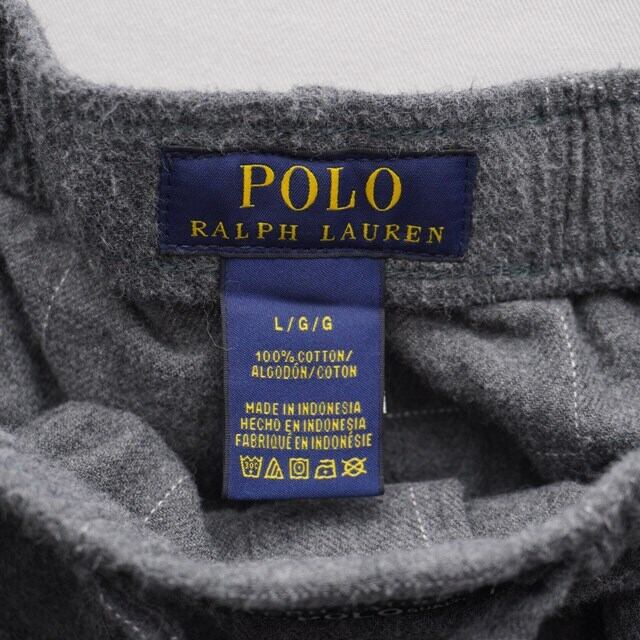 POLO
RALPH LAUREN
L/G/G
100% COTTON/
ALGODÓN/COTON
MADE IN INDONESIA
HECHO EN INDONESIA
FABRIQUÉ EN INDONÉSIE